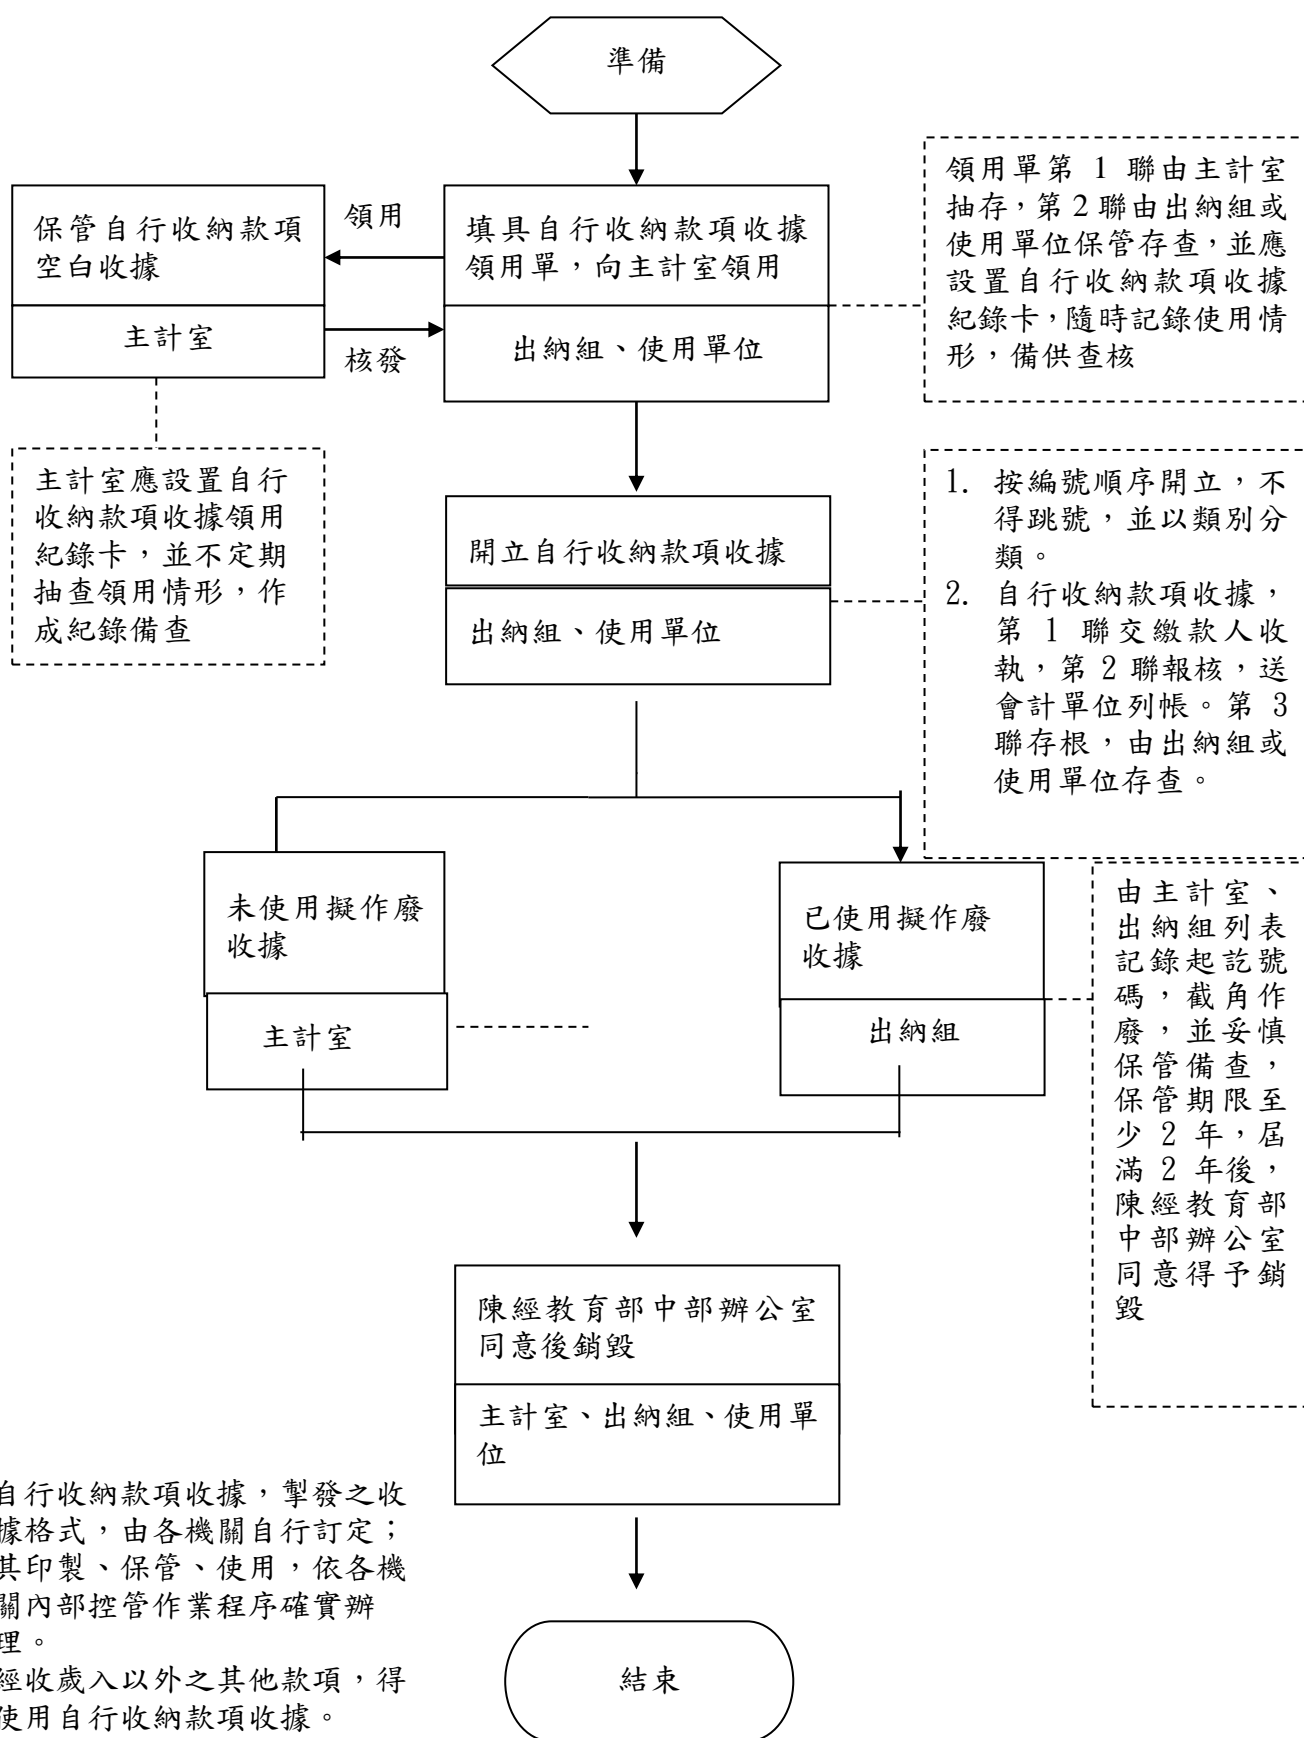 準備
領用單第 1 聯由主計室
抽存，第 2 聯由出納組或
使用單位保管存查，並應
設置自行收納款項收據
紀錄卡，隨時記錄使用情
形，備供查核
保管自行收納款項
空白收據
領用
填具自行收納款項收據
領用單，向主計室領用
主計室
核發
出納組、使用單位
主計室應設置自行
收納款項收據領用
紀錄卡，並不定期
抽查領用情形，作
成紀錄備查
開立自行收納款項收據
出納組、使用單位
1. 按編號順序開立，不
得跳號，並以類別分
類。
2. 自行收納款項收據，
第 1 聯交繳款人收
執，第 2 聯報核，送
會計單位列帳。第 3
聯存根，由出納組或
使用單位存查。
未使用擬作廢
收據
主計室
已使用擬作廢
收據
出納組
由主計室、
出納組列表
記錄起訖號
碼，截角作
廢，並妥慎
保管備查，
保管期限至
少 2 年，屆
滿 2 年後，
陳經教育部
中部辦公室
同意得予銷
毀
陳經教育部中部辦公室
同意後銷毀
主計室、出納組、使用單
位
自行收納款項收據，掣發之收
據格式，由各機關自行訂定；
其印製、保管、使用，依各機
關內部控管作業程序確實辦
理。
經收歲入以外之其他款項，得
使用自行收納款項收據。
結束